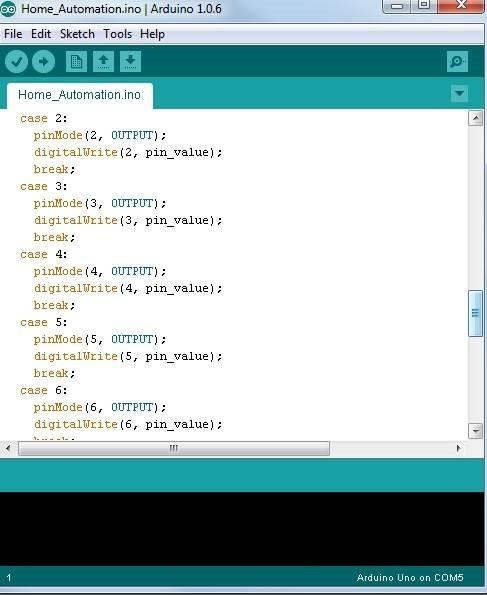 Home_Automation.ino | Arduino 1.0.6
File Edit Sketch Tools Help
Home_Automation.ino
case 2:
pinMode(2, OUTPUT);
digitalWrite(2, pin_value);
break;
case 3:
pinMode(3, OUTPUT);
digitalWrite(3, pin_value);
break;
case 4:
pinMode(4, OUTPUT);
digitalWrite(4, pin_value);
break;
case 5:
pinMode(5, OUTPUT);
digitalWrite(5, pin_value);
break;
case 6:
pinMode(6, OUTPUT);
digitalWrite(6, pin_value);
1 Arduino Uno on COM5